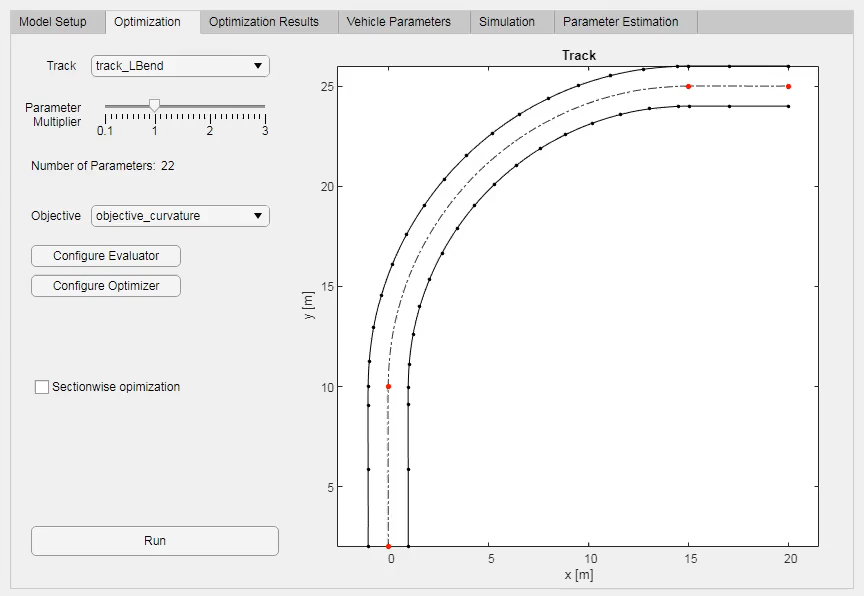 Model Setup Optimization Optimization Results Vehicle Parameters Simulation Parameter Estimation
Track track_LBend
Parameter
Multiplier
0.1 1 2 3
Number of Parameters: 22
Objective objective_curvature
Configure Evaluator
Configure Optimizer
Sectionwise opimization
Run
Track
25
20
15
10
5
y [m]
0 5 10 15 20
x [m]